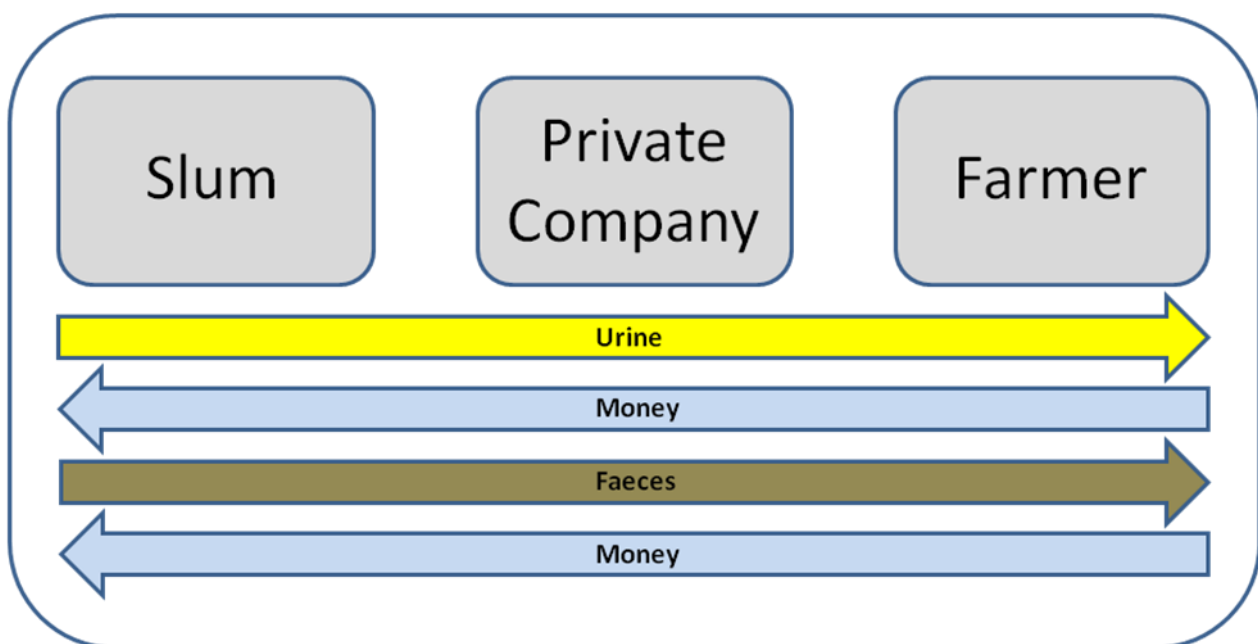 Slum
Private
Company
Farmer
Urine
Money
Faeces
Money